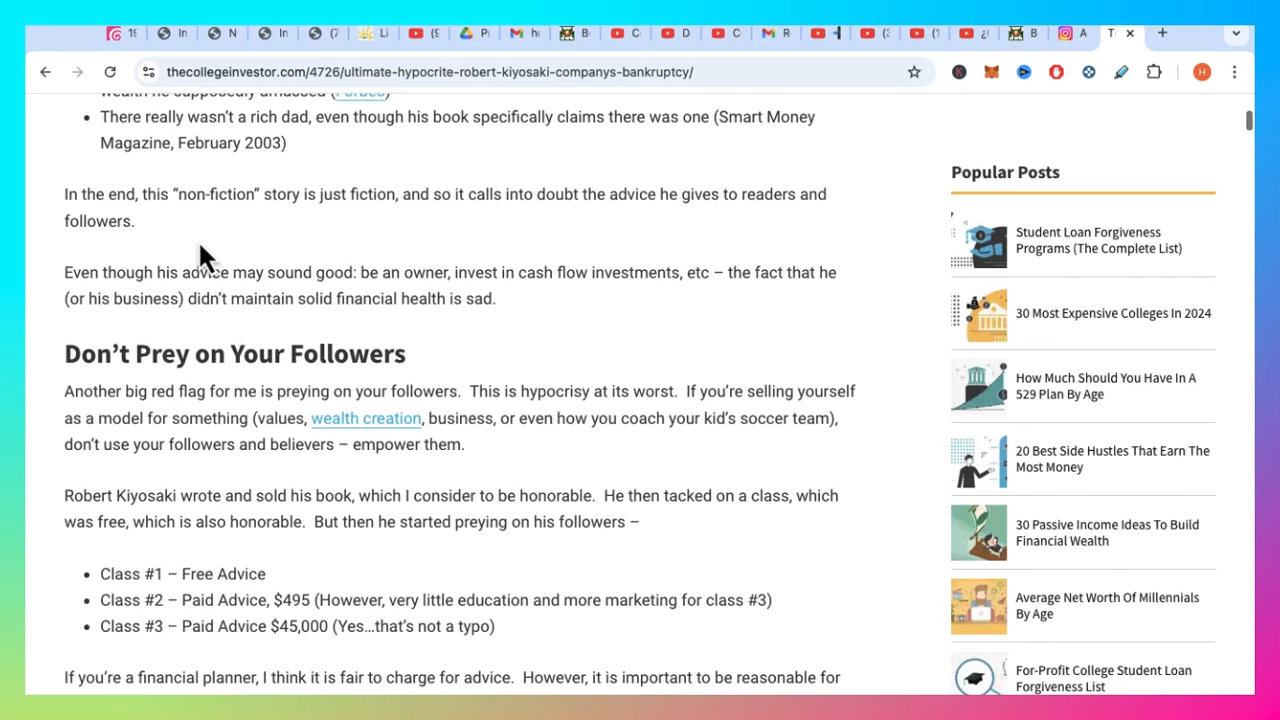 19
In
N
In
(7
Li
(9
P
M
h
B
C
D
C
R
(3
(1
¿
B
A
T
thecollegeinvestor.com/4726/ultimate-hypocrite-robert-kiyosaki-companys-bankruptcy/
H
wealth he supposedly amassed (Forbes)
• There really wasn't a rich dad, even though his book specifically claims there was one (Smart Money
Magazine, February 2003)
In the end, this “non-fiction” story is just fiction, and so it calls into doubt the advice he gives to readers and
followers.
Even though his advice may sound good: be an owner, invest in cash flow investments, etc – the fact that he
(or his business) didn't maintain solid financial health is sad.
Don't Prey on Your Followers
Another big red flag for me is preying on your followers.  This is hypocrisy at its worst.  If you're selling yourself
as a model for something (values, wealth creation, business, or even how you coach your kid's soccer team),
don't use your followers and believers – empower them.
Robert Kiyosaki wrote and sold his book, which I consider to be honorable.  He then tacked on a class, which
was free, which is also honorable.  But then he started preying on his followers –
• Class #1 – Free Advice
• Class #2 – Paid Advice, $495 (However, very little education and more marketing for class #3)
• Class #3 – Paid Advice $45,000 (Yes…that's not a typo)
If you're a financial planner, I think it is fair to charge for advice.  However, it is important to be reasonable for
Popular Posts
Student Loan Forgiveness
Programs (The Complete List)
30 Most Expensive Colleges In 2024
How Much Should You Have In A
529 Plan By Age
20 Best Side Hustles That Earn The
Most Money
30 Passive Income Ideas To Build
Financial Wealth
Average Net Worth Of Millennials
By Age
For-Profit College Student Loan
Forgiveness List